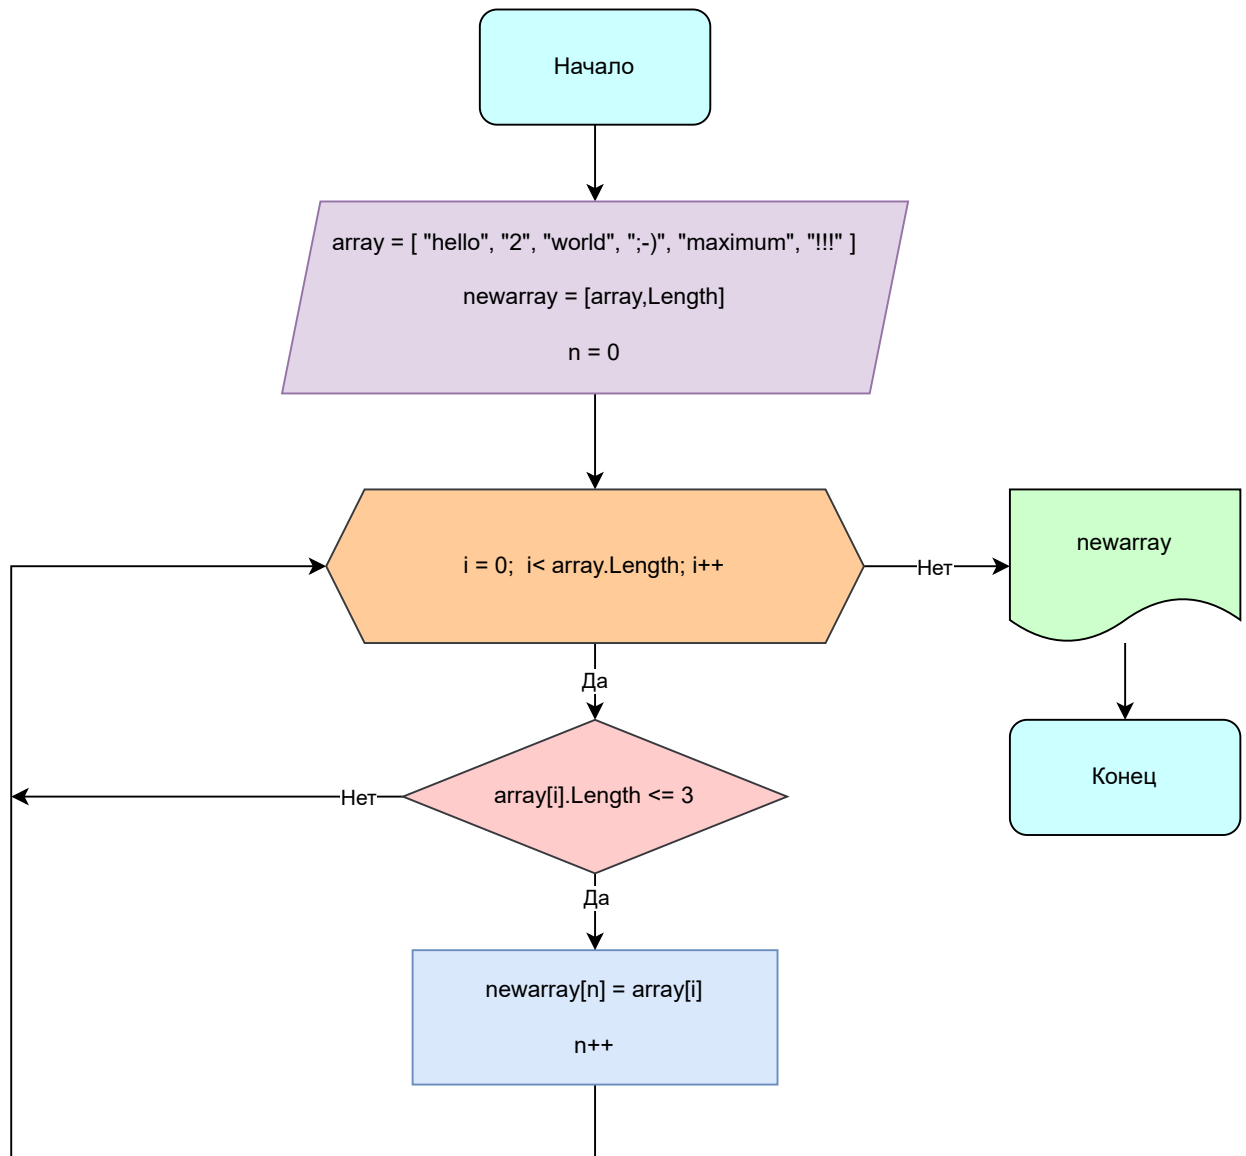 Начало
array = [ "hello", "2", "world", ";-)", "maximum", "!!!" ]
newarray = [array,Length]
n = 0
i = 0;  i< array.Length; i++
Нет
newarray
Да
Конец
array[i].Length <= 3
Нет
Да
newarray[n] = array[i]
n++